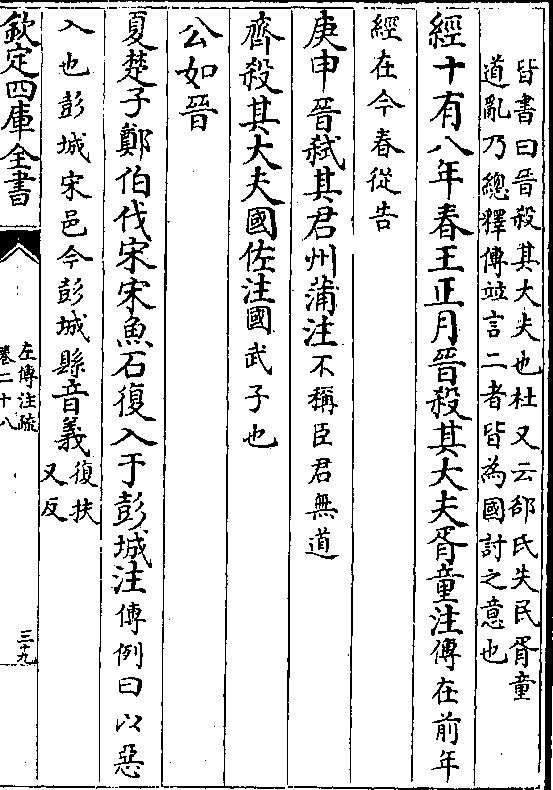 皆書曰晉殺其大夫也杜又云郤氏失民胥童
道亂乃總釋傳竝言二者皆為國討之意也
經十有八年春王正月晉殺其大夫胥童注傳在前年
經在今春從告
庚申晉弑其君州蒲注不稱臣君無道
齊殺其大夫國佐注國武子也
公如晉
夏楚子鄭伯伐宋宋魚石復入于彭城注傳例曰以惡
入也彭城宋邑今彭城縣音義復扶
又反
欽定四庫全書
左傳注疏
卷二十八
三十九